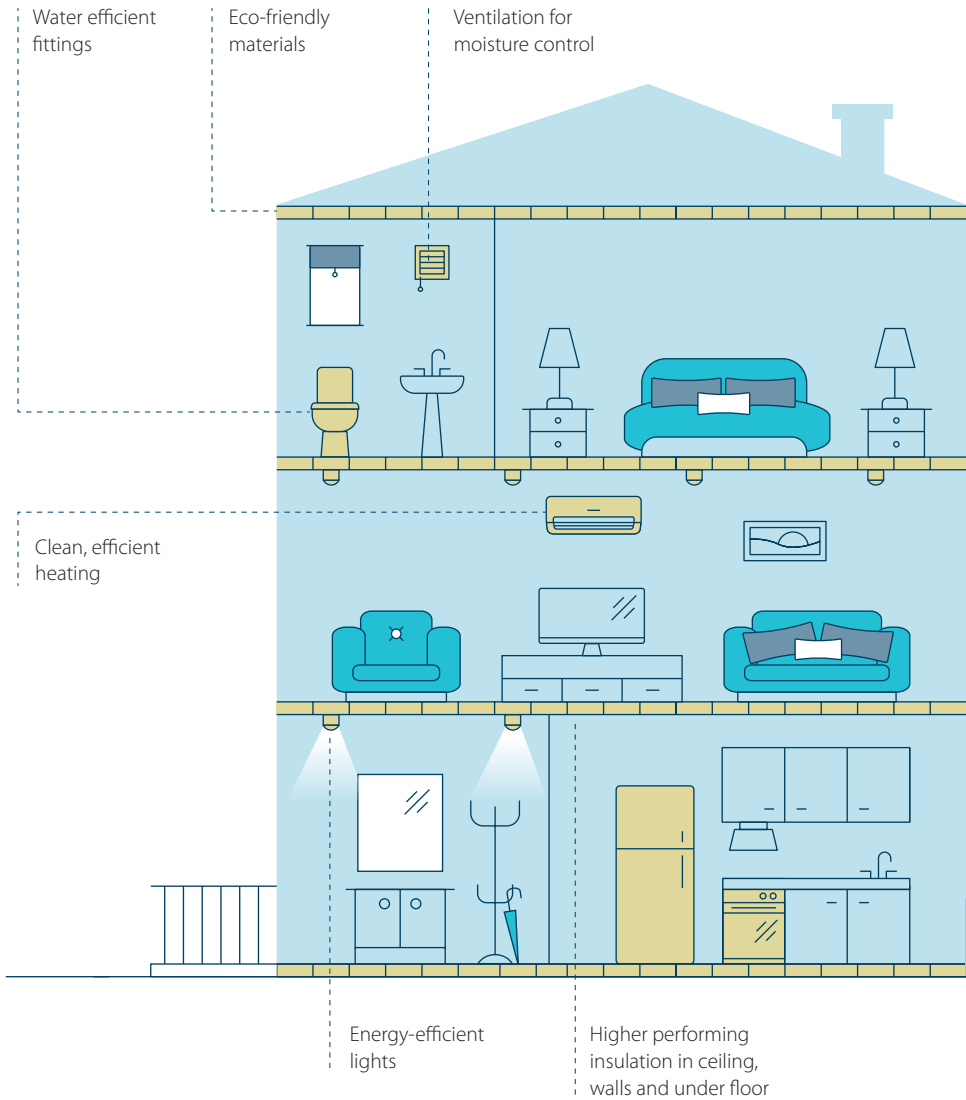 Water efficient
fittings
Eco-friendly
materials
Ventilation for
moisture control
Clean, efficient
heating
Energy-efficient
lights
Higher performing
insulation in ceiling,
walls and under floor